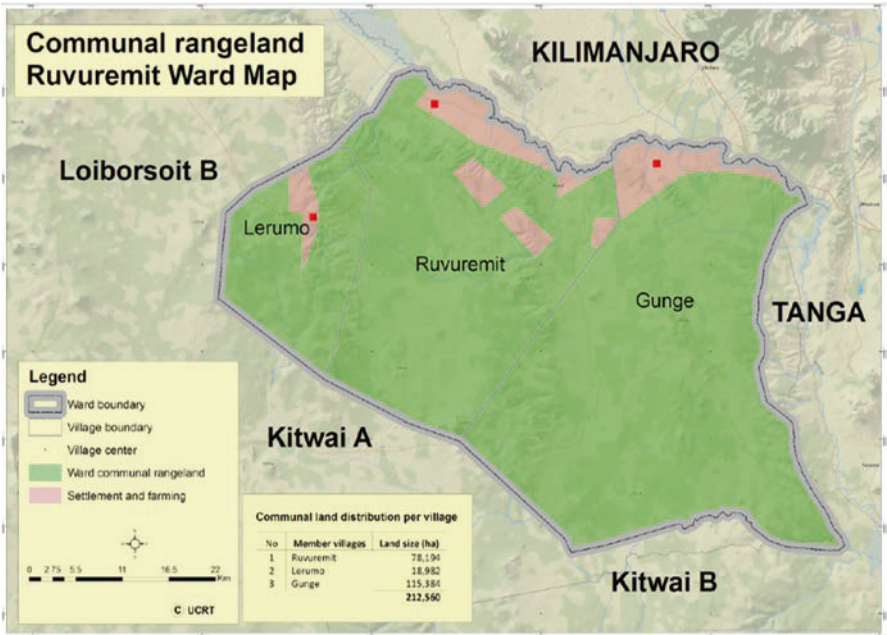 Communal rangeland
Ruvuremit Ward Map
KILIMANJARO
Loiborsoit B
Lerumo
Ruvuremit
Gunge
TANGA
Kitwai A
Kitwai B
Legend
Ward boundary
Village boundary
Village center
Ward communal rangeland
Settlement and farming
0 2.75 5.5 11 16.5 22
Km
C UCRT
Communal land distribution per village
No Member villages Land size (ha)
1 Ruvuremit 78,194
2 Lerumo 18,982
3 Gunge 115,384
212,560